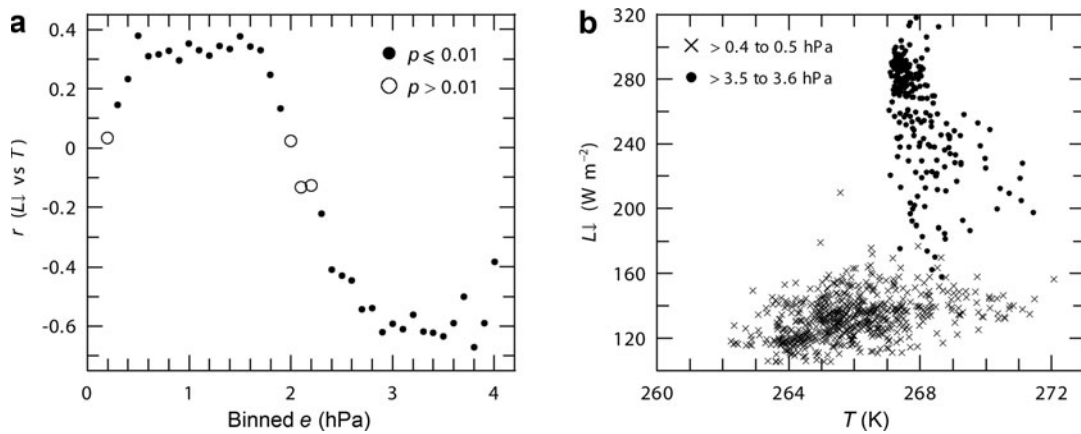 a
r (L↓ vs T)
0.4
0.2
0
-0.2
-0.4
-0.6
0 1 2 3 4
Binned e (hPa)
p ⩽ 0.01
p > 0.01
b
L↓ (W m⁻²)
320
280
240
200
160
120
260 264 268 272
T (K)
> 0.4 to 0.5 hPa
> 3.5 to 3.6 hPa